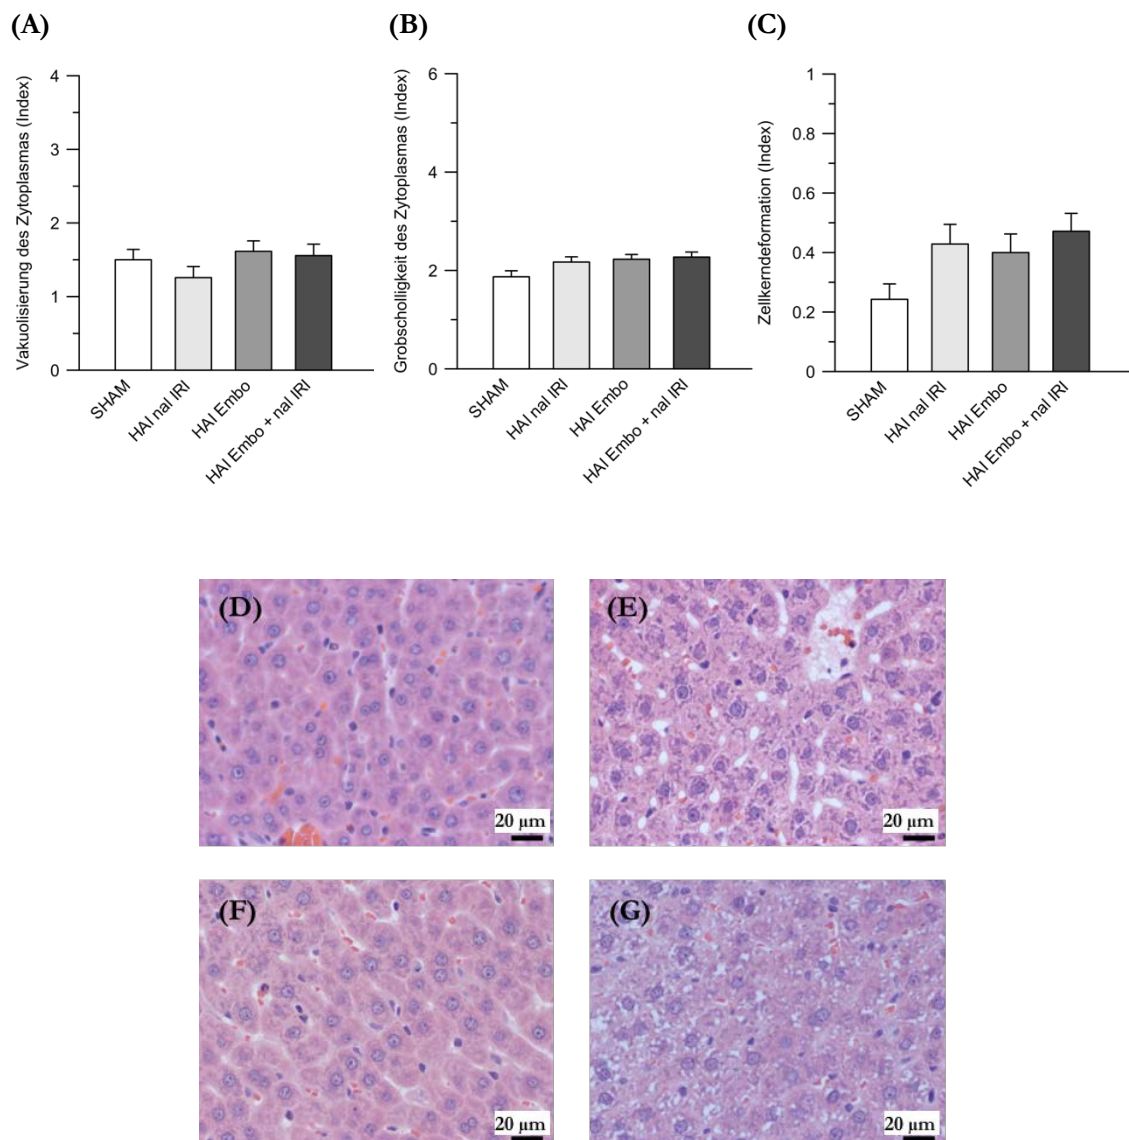 (A)
Vakuolisierung des Zytoplasmas (Index)
4
3
2
1
0
SHAM
HAI nal IRI
HAI Embo
HAI Embo + nal IRI
(B)
Grobscholligkeit des Zytoplasmas (Index)
6
4
2
0
SHAM
HAI nal IRI
HAI Embo
HAI Embo + nal IRI
(C)
Zellkerndeformation (Index)
1
0.8
0.6
0.4
0.2
0
SHAM
HAI nal IRI
HAI Embo
HAI Embo + nal IRI
(D)
20 µm
(E)
20 µm
(F)
20 µm
(G)
20 µm